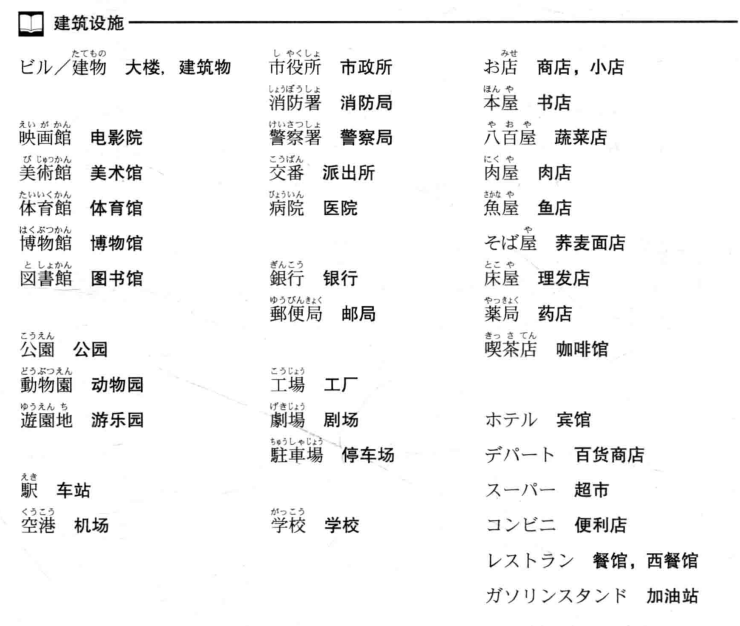 建筑设施
ビル／建物(たてもの) 大楼，建筑物
映画館(えいがかん) 电影院
美術館(びじゅつかん) 美术馆
体育館(たいいくかん) 体育馆
博物館(はくぶつかん) 博物馆
図書館(としょかん) 图书馆
公園(こうえん) 公园
動物園(どうぶつえん) 动物园
遊園地(ゆうえんち) 游乐园
駅(えき) 车站
空港(くうこう) 机场
市役所(しやくしょ) 市政所
消防署(しょうぼうしょ) 消防局
警察署(けいさつしょ) 警察局
交番(こうばん) 派出所
病院(びょういん) 医院
銀行(ぎんこう) 银行
郵便局(ゆうびんきょく) 邮局
工場(こうじょう) 工厂
劇場(げきじょう) 剧场
駐車場(ちゅうしゃじょう) 停车场
学校(がっこう) 学校
お店(みせ) 商店，小店
本屋(ほんや) 书店
八百屋(やおや) 蔬菜店
肉屋(にくや) 肉店
魚屋(さかなや) 鱼店
そば屋(や) 荞麦面店
床屋(とこや) 理发店
薬局(やっきょく) 药店
喫茶店(きっさてん) 咖啡馆
ホテル 宾馆
デパート 百货商店
スーパー 超市
コンビニ 便利店
レストラン 餐馆，西餐馆
ガソリンスタンド 加油站